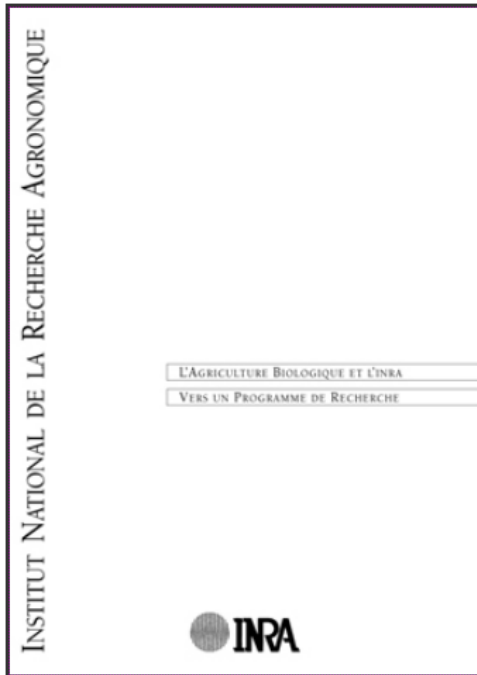 INSTITUT NATIONAL DE LA RECHERCHE AGRONOMIQUE
L'AGRICULTURE BIOLOGIQUE ET L'INRA
VERS UN PROGRAMME DE RECHERCHE
INRA